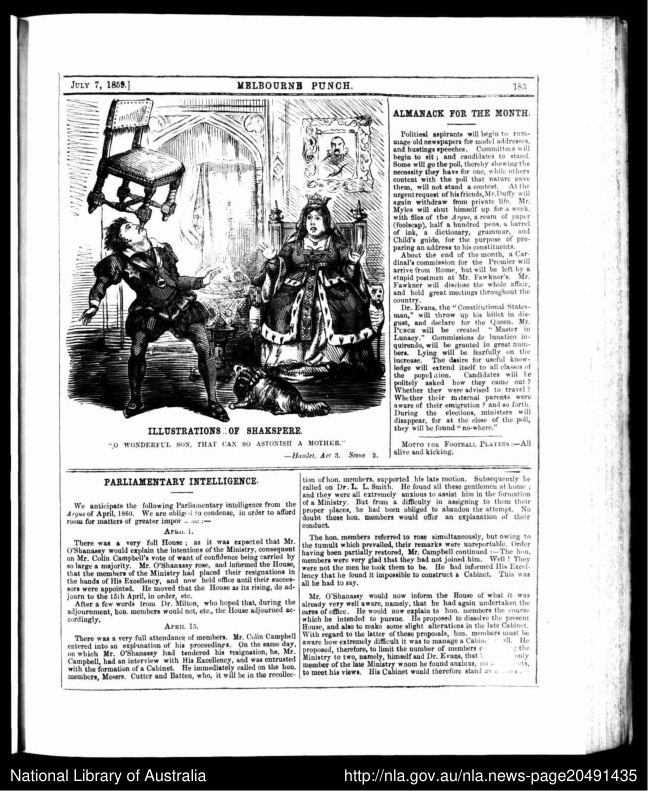 JULY 7, 1859.]
MELBOURNE PUNCH.
185
ILLUSTRATIONS OF SHAKSPERE.
"O WONDERFUL SON, THAT CAN SO ASTONISH A MOTHER."
—Hamlet, Act 3. Scene 2.
ALMANACK FOR THE MONTH.
Political aspirants will begin to rum-
mage old newspapers for model addresses,
and hustings speeches. Committees will
begin to sit; and candidates to stand.
Some will go the poll, thereby shewing the
necessity they have for one, while others
content with the poll that nature gave
them, will not stand a contest. At the
urgent request of his friends, Mr. Duffy will
again withdraw from private life. Mr.
Myles will shut himself up for a week,
with files of the Argus, a ream of paper
(foolscap), half a hundred pens, a barrel
of ink, a dictionary, grammar, and
Child's guide, for the purpose of pre-
paring an address to his constituents.
About the end of the month, a Car-
dinal's commission for the Premier will
arrive from Rome, but will be left by a
stupid postman at Mr. Fawkner's. Mr.
Fawkner will disclose the whole affair,
and hold great meetings throughout the
country.
Dr. Evans, the "Constitutional States-
man," will throw up his billet in dis-
gust, and declare for the Queen. Mr.
PUNCH will be created "Master in
Lunacy." Commissions de lunatico in-
quirendo, will be granted in great num-
bers. Lying will be fearfully on the
increase. The desire for useful know-
ledge will extend itself to all classes of
the population. Candidates will be
politely asked how they came out?
Whether they were advised to travel?
Whether their maternal parents were
aware of their emigration? and so forth.
During the elections, ministers will
disappear, for at the close of the poll,
they will be found "no-where."
MOTTO FOR FOOTBALL PLAYERS:—All
alive and kicking.
PARLIAMENTARY INTELLIGENCE.
We anticipate the following Parliamentary intelligence from the
Argus of April, 1860. We are obliged to condense, in order to afford
room for matters of greater
APRIL 1.
There was a very full House; as it was expected that Mr.
O'Shanassy would explain the intentions of the Ministry, consequent
on Mr. Colin Campbell's vote of want of confidence being carried by
so large a majority. Mr. O'Shanassy rose, and informed the House,
that the members of the Ministry had placed their resignations in
the hands of His Excellency, and now held office until their succes-
sors were appointed. He moved that the House as its rising, do ad-
journ to the 15th April, in order, etc.
After a few words from Dr. Milton, who hoped that, during the
adjournment, hon. members would not, etc., the House adjourned ac-
cordingly.
APRIL 15.
There was a very full attendance of members. Mr. Colin Campbell
entered into an explanation of his proceedings. On the same day,
on which Mr. O'Shanassy had tendered his resignation, he, Mr.
Campbell, had an interview with His Excellency, and was entrusted
with the formation of a Cabinet. He immediately called on the hon.
members, Messrs. Cutter and Batten, who, it will be in the recollec-
tion of hon. members, supported his late motion. Subsequently he
called on Dr. L. L. Smith. He found all these gentlemen at home;
and they were all extremely anxious to assist him in the formation
of a Ministry. But from a difficulty in assigning to them their
proper places, he had been obliged to abandon the attempt. No
doubt these hon. members would offer an explanation of their
conduct.
The hon. members referred to rose simultaneously, but owing to
the tumult which prevailed, their remarks were unreportable. Order
having been partially restored, Mr. Campbell continued:—The hon.
members were very glad that they had not joined him. Well! They
were not the men he took them to be. He had informed His Excel-
lency that he found it impossible to construct a Cabinet. This was
all he had to say.
Mr. O'Shanassy would now inform the House of what it was
already very well aware, namely, that he had again undertaken the
cares of office. He would now explain to hon. members the course
which he intended to pursue. He proposed to dissolve the present
House, and also to make some slight alterations in the late Cabinet.
With regard to the latter of these proposals, hon. members must be
aware how extremely difficult it was to manage a Cabinet He
proposed, therefore, to limit the number of members the
Ministry to two, namely, himself and Dr. Evans, that only
member of the late Ministry whom he found anxious,
to meet his views. His Cabinet would therefore stand as
National Library of Australia
http://nla.gov.au/nla.news-page20491435